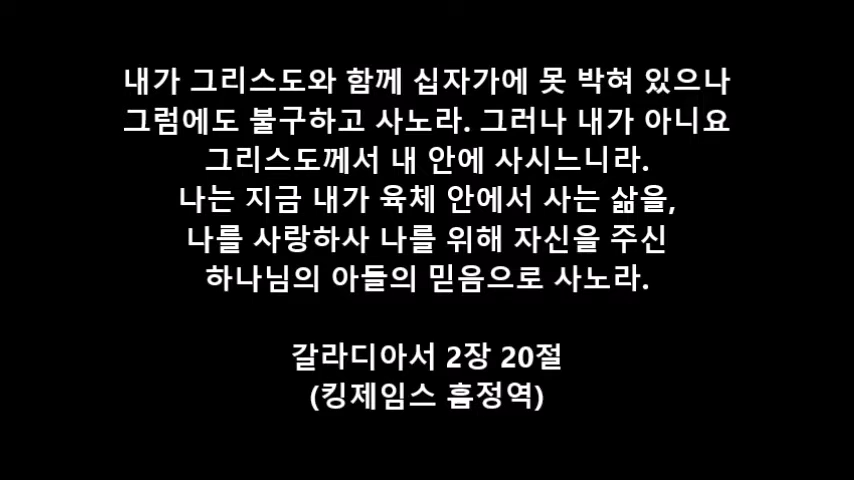 내가 그리스도와 함께 십자가에 못 박혀 있으나
그럼에도 불구하고 사노라. 그러나 내가 아니요
그리스도께서 내 안에 사시느니라.
나는 지금 내가 육체 안에서 사는 삶을,
나를 사랑하사 나를 위해 자신을 주신
하나님의 아들의 믿음으로 사노라.
갈라디아서 2장 20절
(킹제임스 흠정역)